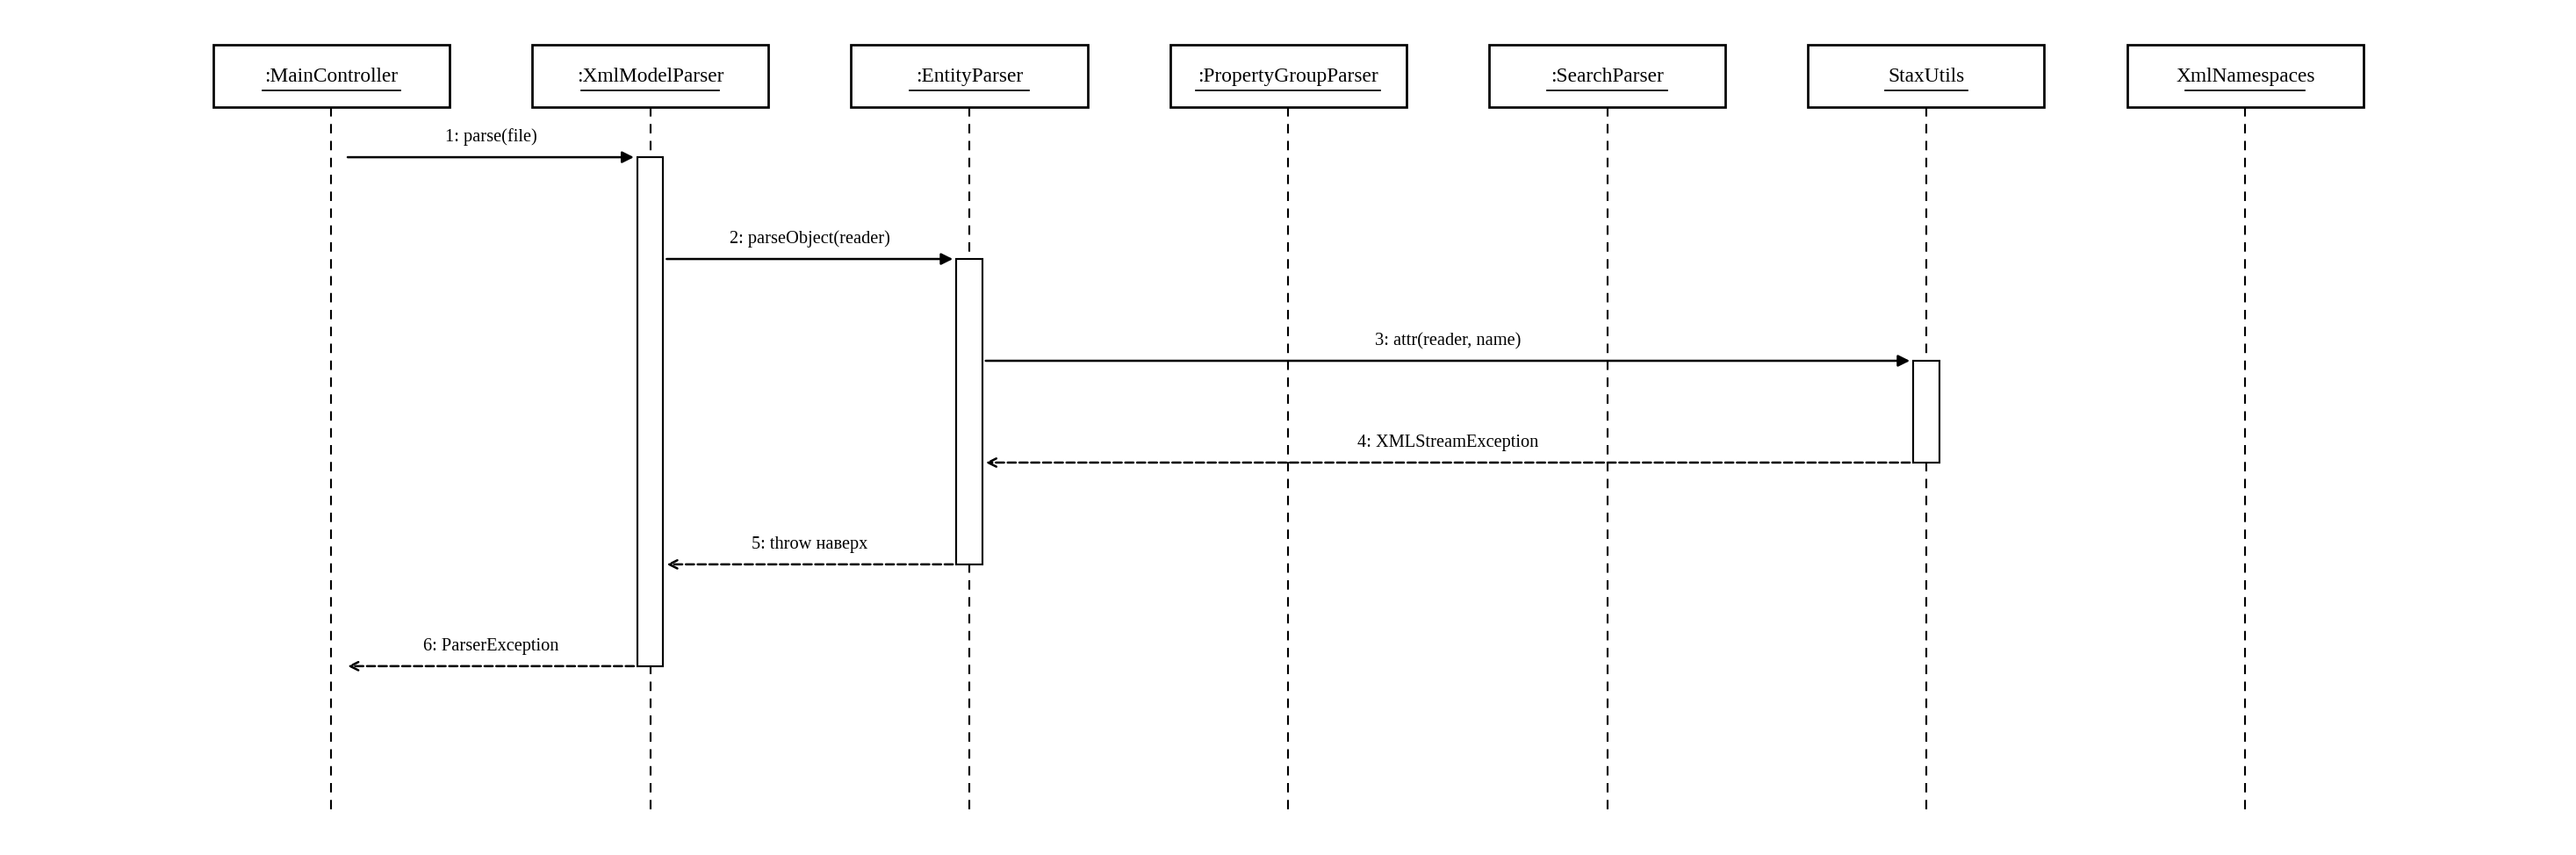 :MainController
:XmlModelParser
:EntityParser
:PropertyGroupParser
:SearchParser
StaxUtils
XmlNamespaces
1: parse(file)
2: parseObject(reader)
3: attr(reader, name)
4: XMLStreamException
5: throw наверх
6: ParserException